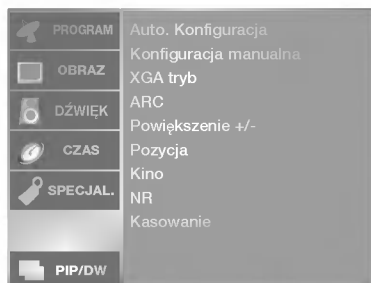 PROGRAM
OBRAZ
DŹWIĘK
CZAS
SPECJAL.
PIP/DW
Auto. Konfiguracja
Konfiguracja manualna
XGA tryb
ARC
Powiększenie +/-
Pozycja
Kino
NR
Kasowanie